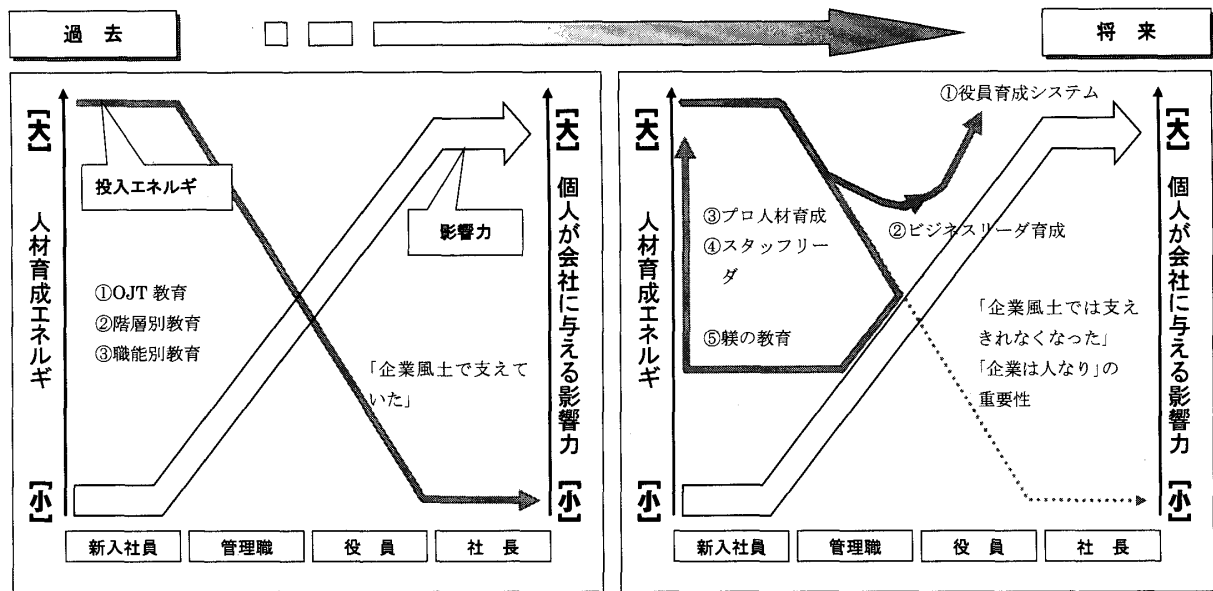 過 去
将 来
【大】
人材育成エネルギ
【小】
投入エネルギ
影響力
①OJT 教育
②階層別教育
③職能別教育
「企業風土で支えて
いた」
【大】
個人が会社に与える影響力
【小】
新入社員
管理職
役 員
社 長
【大】
人材育成エネルギ
【小】
①役員育成システム
②ビジネスリーダ育成
③プロ人材育成
④スタッフリー
ダ
⑤躾の教育
「企業風土では支え
きれなくなった」
「企業は人なり」の
重要性
【大】
個人が会社に与える影響力
【小】
新入社員
管理職
役 員
社 長